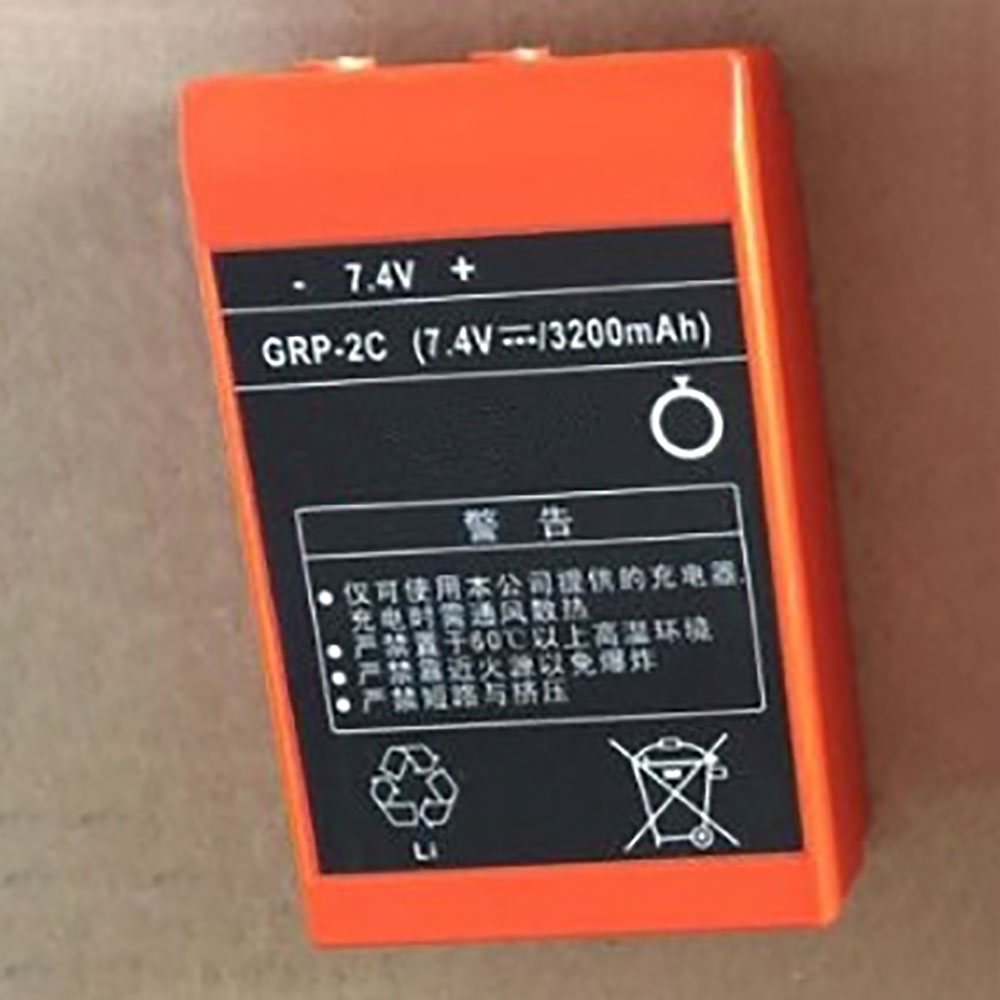 - 7.4V +
GRP-2C (7.4V⎓/3200mAh)
警 告
● 仅可使用本公司提供的充电器.
充电时需通风散热
● 严禁置于60℃以上高温环境
● 严禁靠近火源以免爆炸
● 严禁短路与挤压
Li